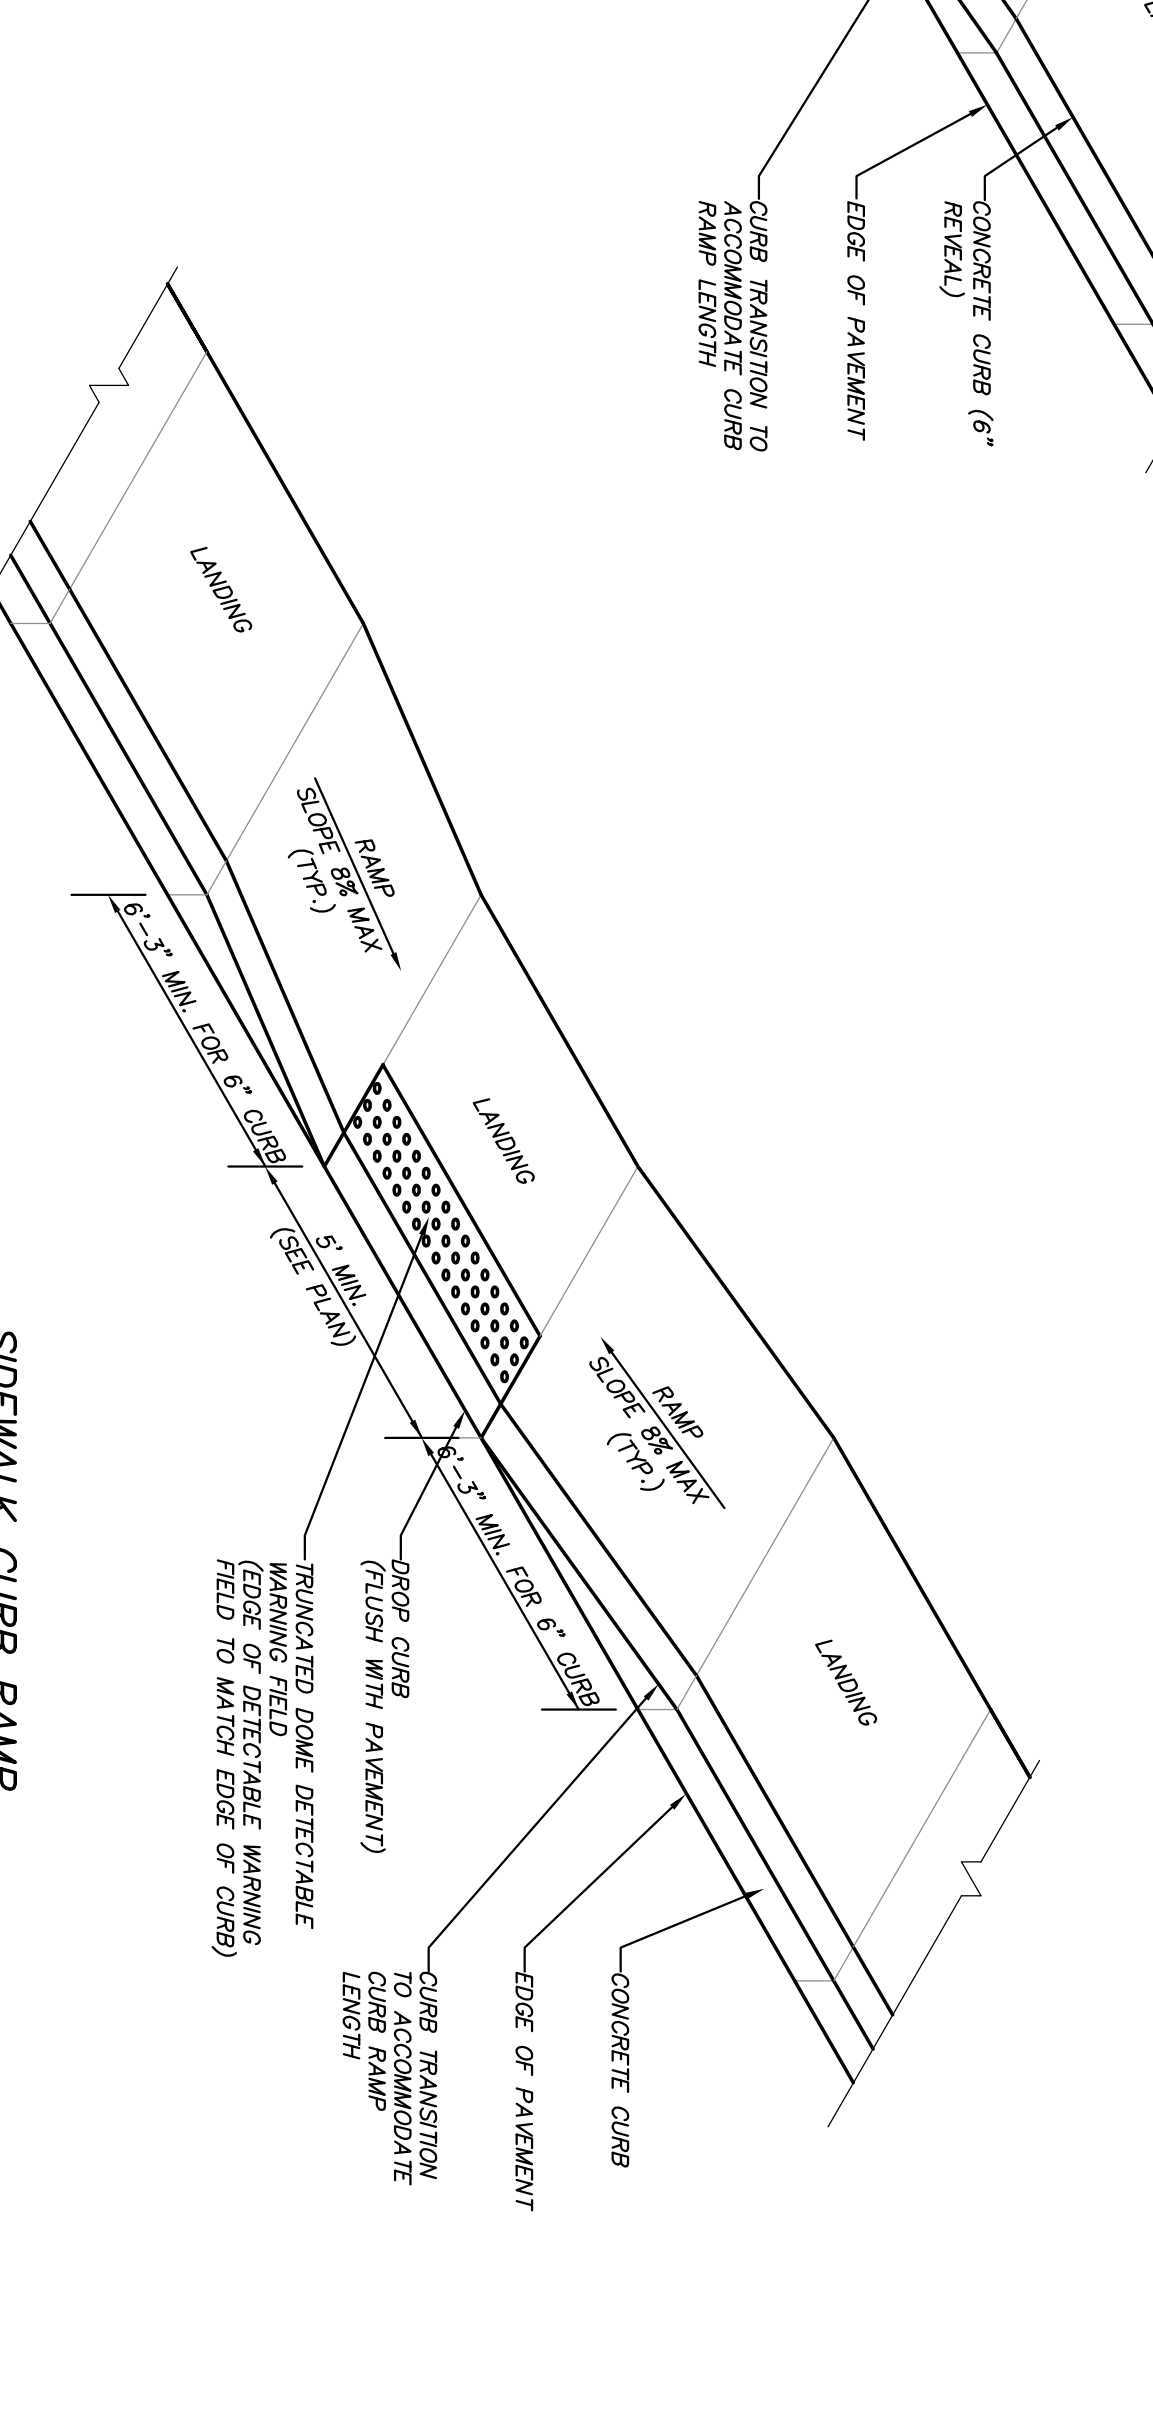 CONCRETE CURB (6"
REVEAL)
EDGE OF PAVEMENT
CURB TRANSITION TO
ACCOMMODATE CURB
RAMP LENGTH
LANDING
RAMP
SLOPE 8% MAX
(TYP.)
LANDING
RAMP
SLOPE 8% MAX
(TYP.)
LANDING
6'-3" MIN. FOR 6" CURB
5' MIN.
(SEE PLAN)
6'-3" MIN. FOR 6" CURB
CONCRETE CURB
EDGE OF PAVEMENT
CURB TRANSITION
TO ACCOMMODATE
CURB RAMP
LENGTH
DROP CURB
(FLUSH WITH PAVEMENT)
TRUNCATED DOME DETECTABLE
WARNING FIELD
(EDGE OF DETECTABLE WARNING
FIELD TO MATCH EDGE OF CURB)
SIDEWALK CURB RAMP